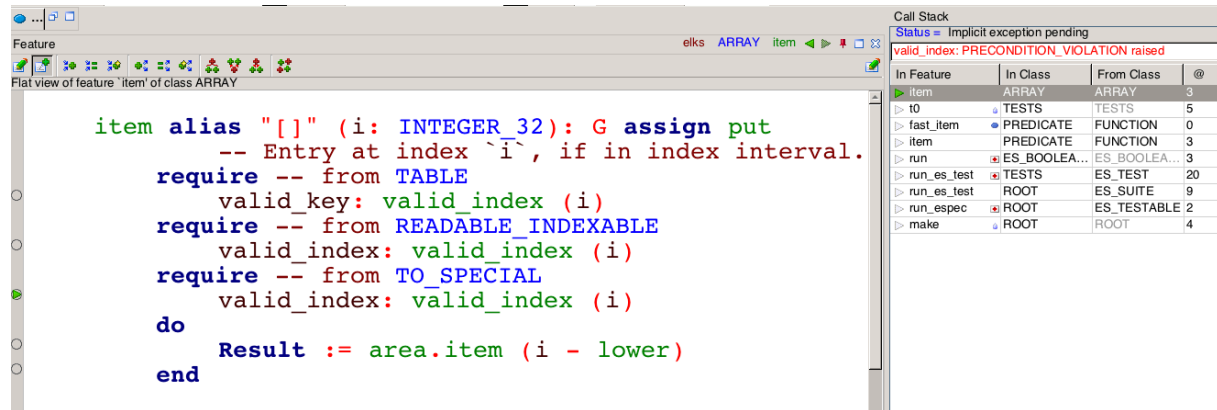 ...
Feature
elks ARRAY item
Flat view of feature `item' of class ARRAY
item alias "[]" (i: INTEGER_32): G assign put
-- Entry at index `i`, if in index interval.
require -- from TABLE
valid_key: valid_index (i)
require -- from READABLE_INDEXABLE
valid_index: valid_index (i)
require -- from TO_SPECIAL
valid_index: valid_index (i)
do
Result := area.item (i - lower)
end
Call Stack
Status = Implicit exception pending
valid_index: PRECONDITION_VIOLATION raised
In Feature In Class From Class @
item ARRAY ARRAY 3
t0 TESTS TESTS 5
fast_item PREDICATE FUNCTION 0
item PREDICATE FUNCTION 3
run ES_BOOLEA... ES_BOOLEA... 3
run_es_test TESTS ES_TEST 20
run_es_test ROOT ES_SUITE 9
run_espec ROOT ES_TESTABLE 2
make ROOT ROOT 4